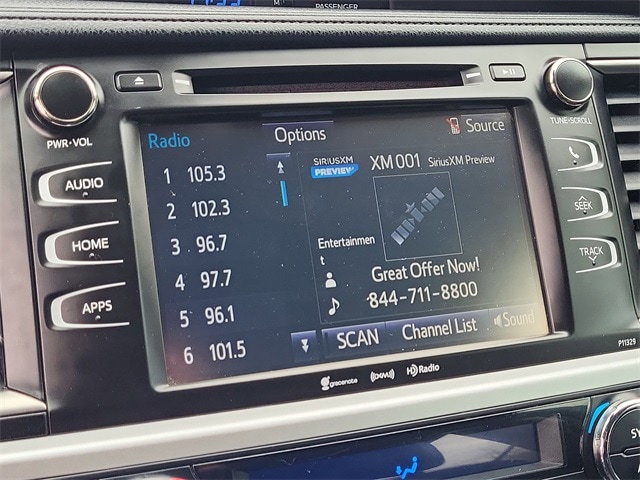 PASSENGER
PWR•VOL
TUNE•SCROLL
AUDIO
HOME
APPS
SEEK
TRACK
Radio
Options
Source
1 105.3
2 102.3
3 96.7
4 97.7
5 96.1
6 101.5
SIRIUSXM
PREVIEW
XM 001 SiriusXM Preview
Entertainmen
t
Great Offer Now!
844-711-8800
SCAN
Channel List
Sound
P11329
gracenote
HD Radio
SY
A